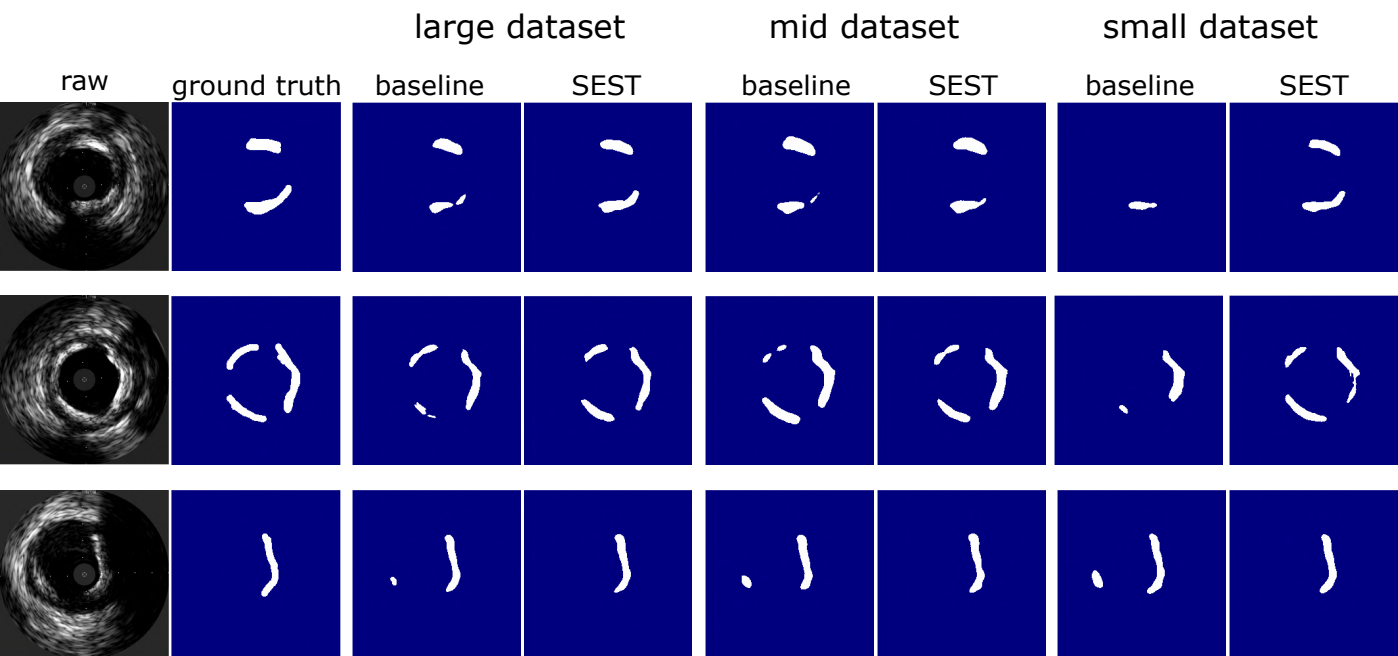 large dataset mid dataset small dataset
raw ground truth baseline SEST baseline SEST baseline SEST